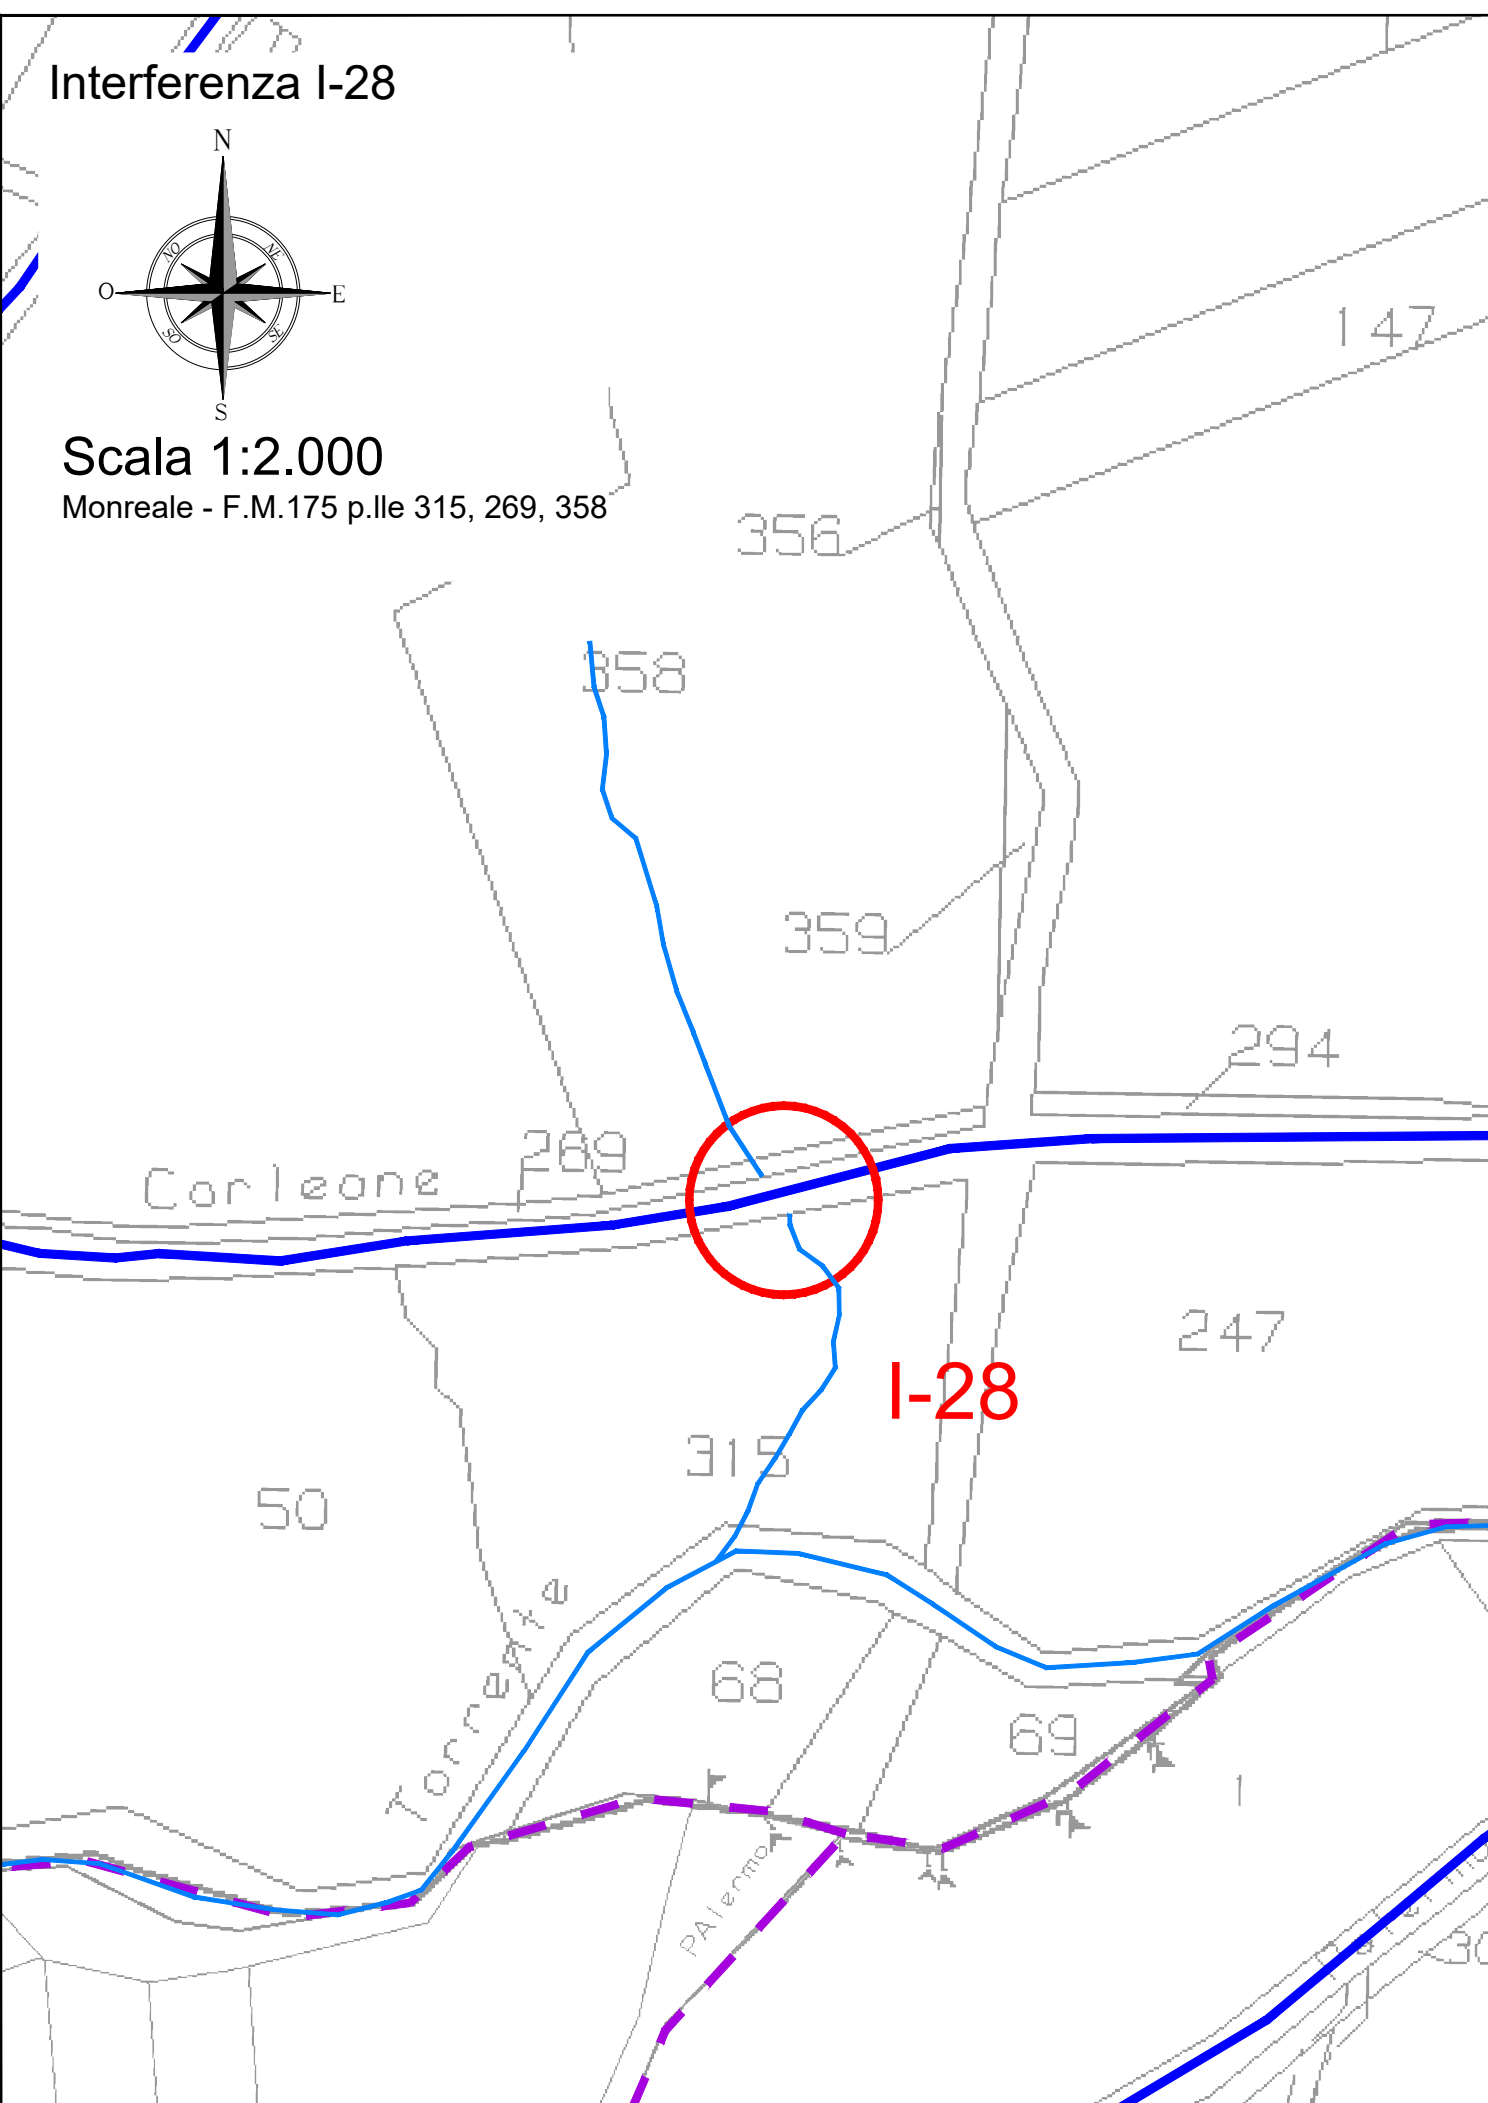 Interferenza I-28
N
NO
NE
O
E
SO
SE
S
Scala 1:2.000
Monreale - F.M.175 p.lle 315, 269, 358
147
356
358
359
294
269
Corleone
247
I-28
315
50
Torrente
68
69
1
PAlermo
30